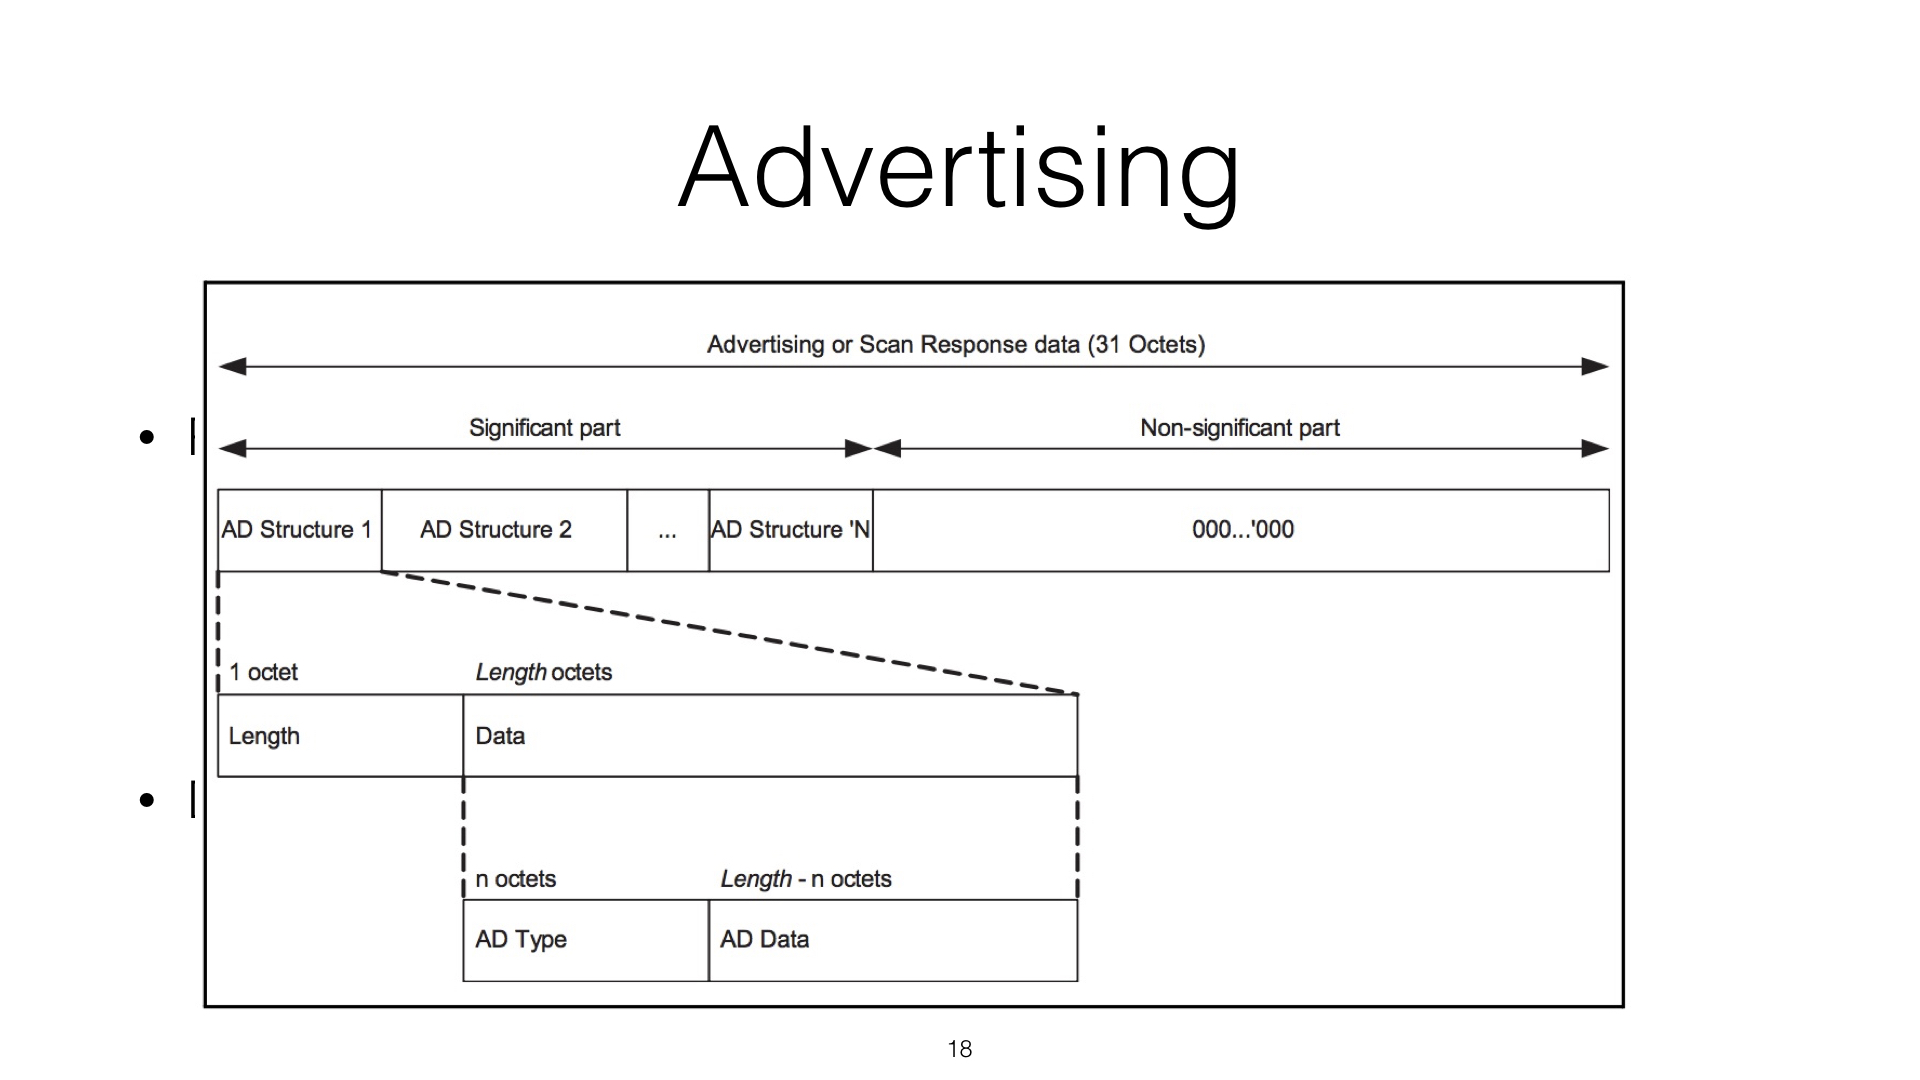 Advertising
Advertising or Scan Response data (31 Octets)
Significant part
Non-significant part
AD Structure 1
AD Structure 2
...
AD Structure 'N
000...'000
1 octet
Length octets
Length
Data
n octets
Length - n octets
AD Type
AD Data
18